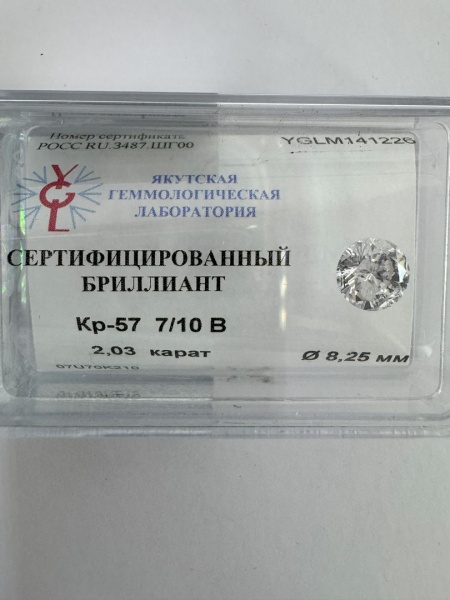 Номер сертификата
РОСС RU.3487.ШГ00
YGLM141226
YGL
ЯКУТСКАЯ
ГЕММОЛОГИЧЕСКАЯ
ЛАБОРАТОРИЯ
СЕРТИФИЦИРОВАННЫЙ
БРИЛЛИАНТ
Кр-57 7/10 В
2,03 карат
Ø 8,25 мм